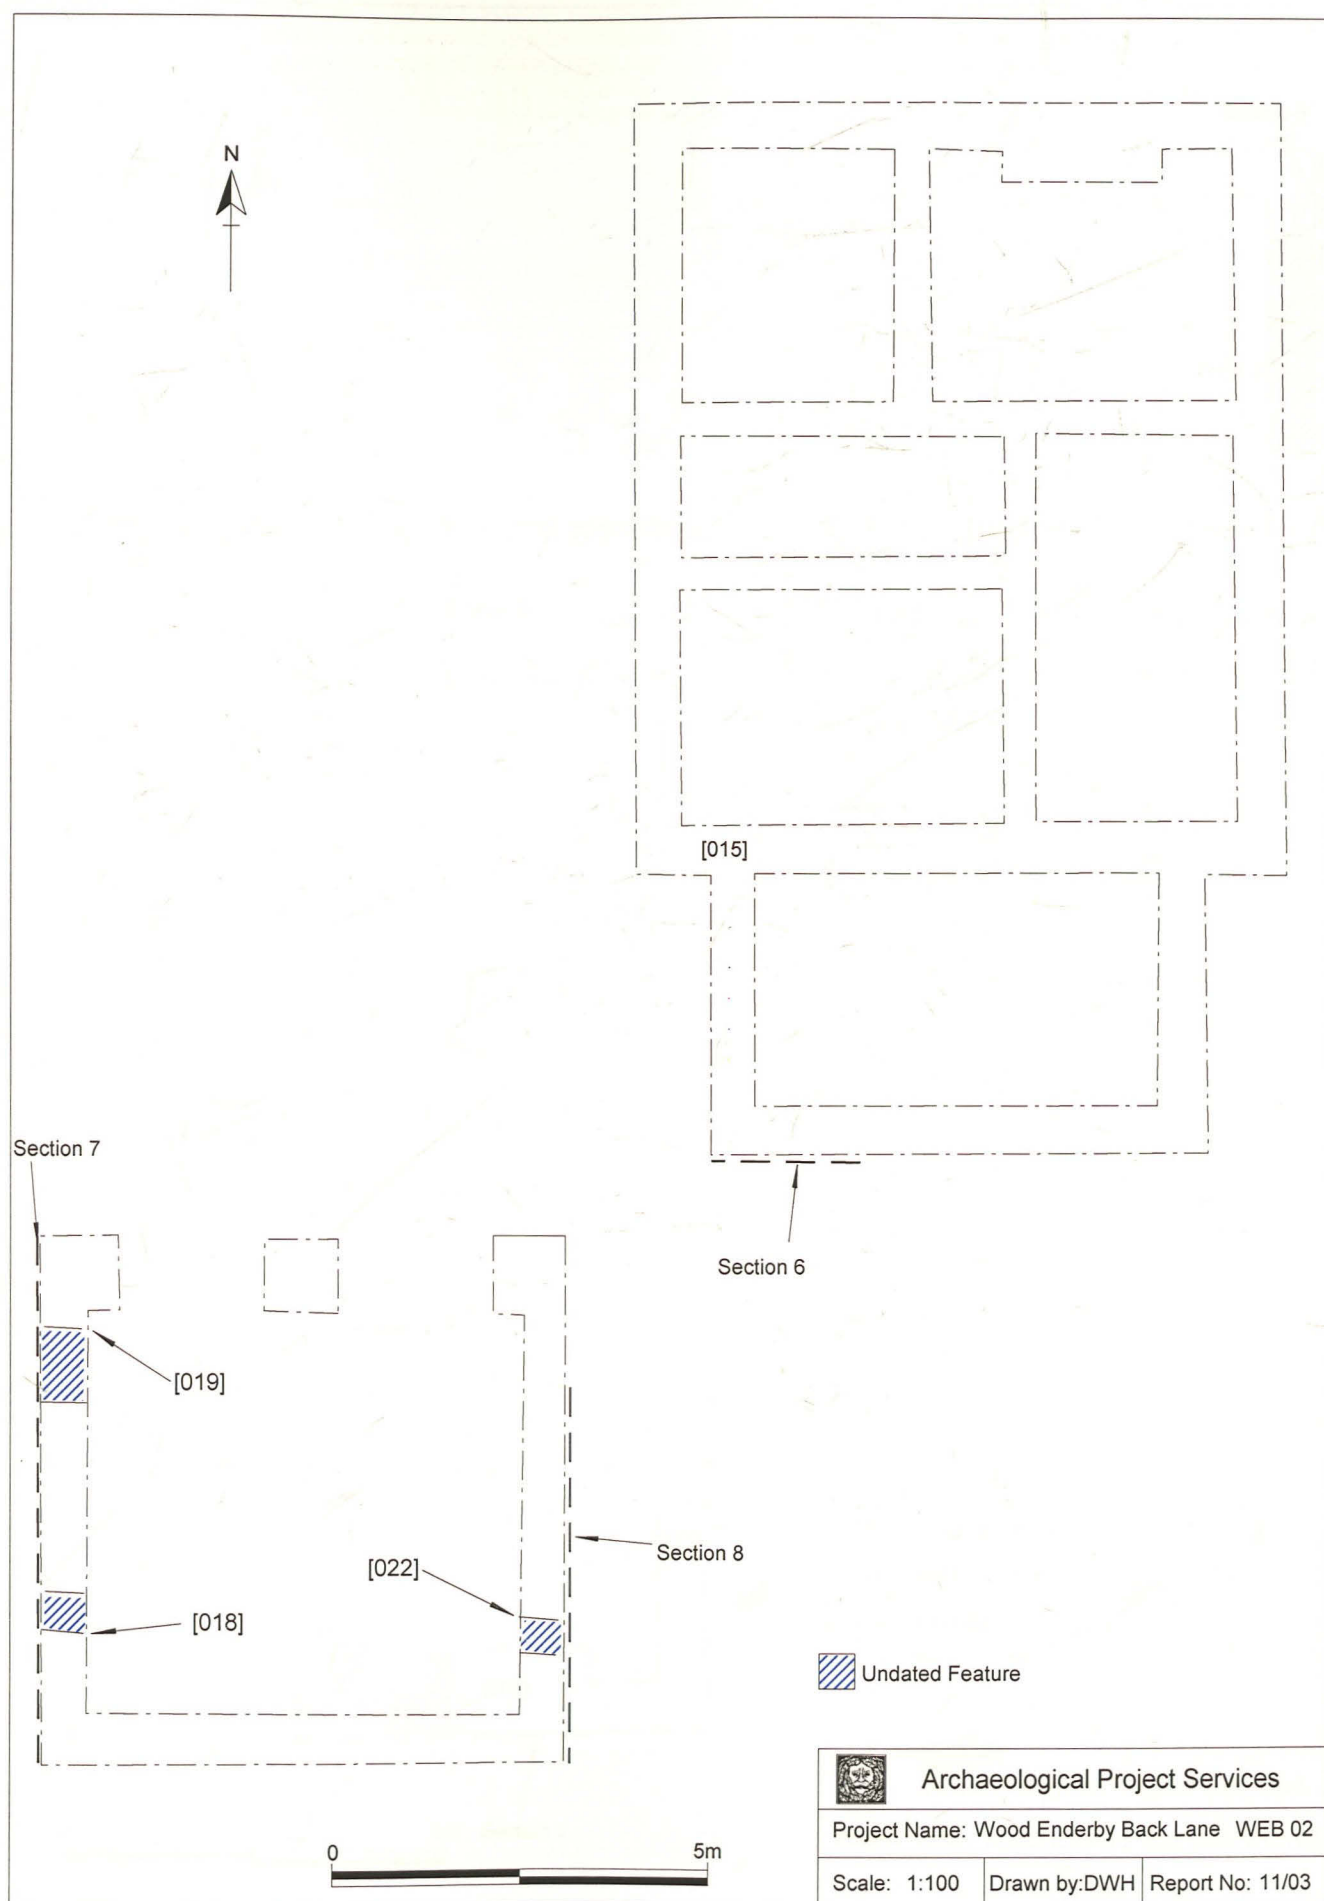 N
[015]
Section 7
Section 6
[019]
Section 8
[022]
[018]
Undated Feature
0 5m
Archaeological Project Services
Project Name: Wood Enderby Back Lane WEB 02
Scale: 1:100 Drawn by:DWH Report No: 11/03